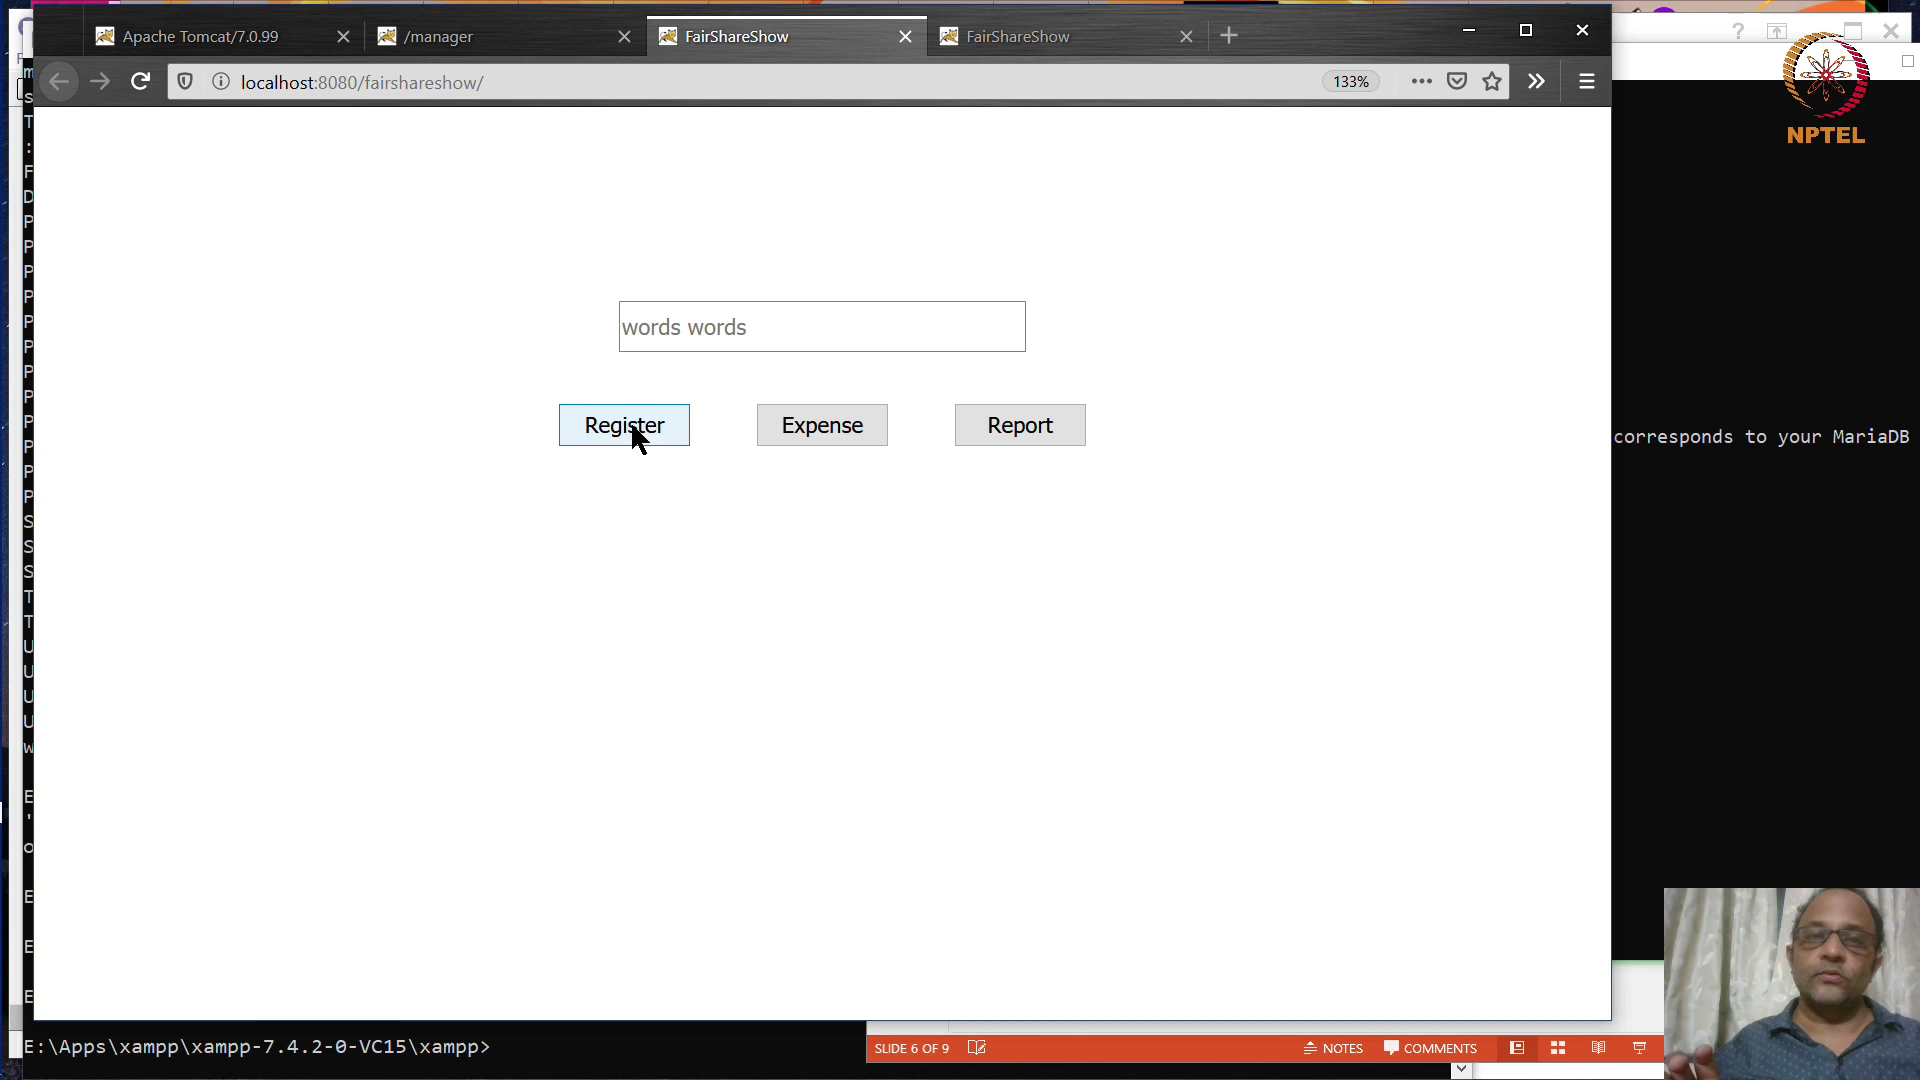 Apache Tomcat/7.0.99
/manager
FairShareShow
FairShareShow
localhost:8080/fairshareshow/
133%
NPTEL
words words
Register
Expense
Report
corresponds to your MariaDB
E:\Apps\xampp\xampp-7.4.2-0-VC15\xampp>
SLIDE 6 OF 9
NOTES
COMMENTS